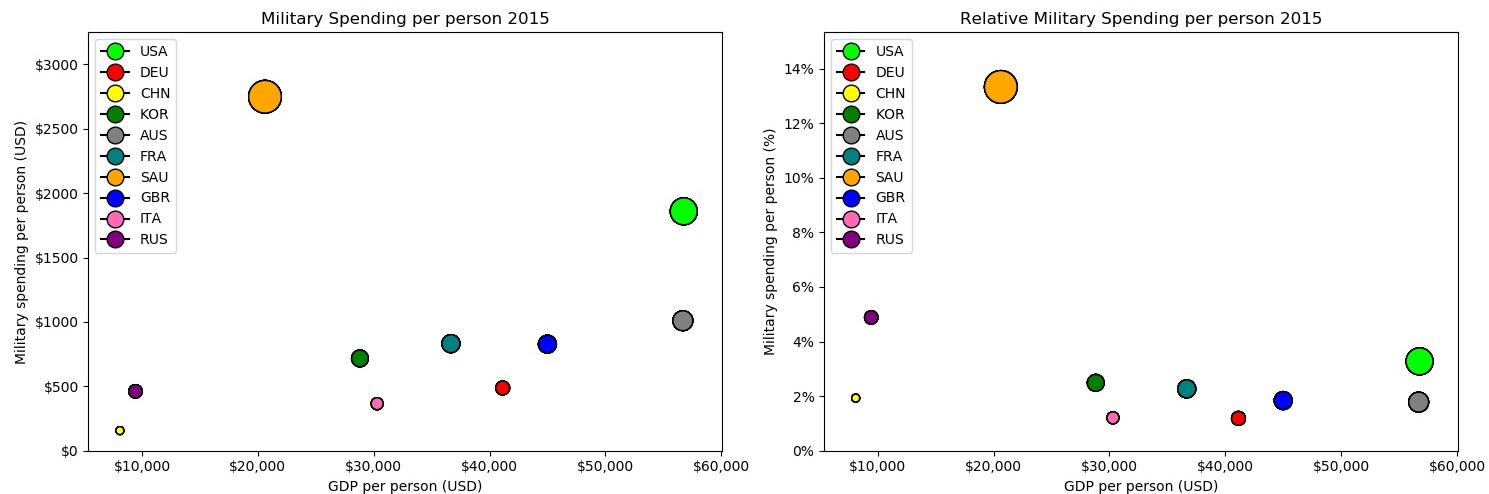 Military Spending per person 2015
Military spending per person (USD)
$3000
$2500
$2000
$1500
$1000
$500
$0
USA
DEU
CHN
KOR
AUS
FRA
SAU
GBR
ITA
RUS
$10,000 $20,000 $30,000 $40,000 $50,000 $60,000
GDP per person (USD)
Relative Military Spending per person 2015
Military spending per person (%)
14%
12%
10%
8%
6%
4%
2%
0%
USA
DEU
CHN
KOR
AUS
FRA
SAU
GBR
ITA
RUS
$10,000 $20,000 $30,000 $40,000 $50,000 $60,000
GDP per person (USD)